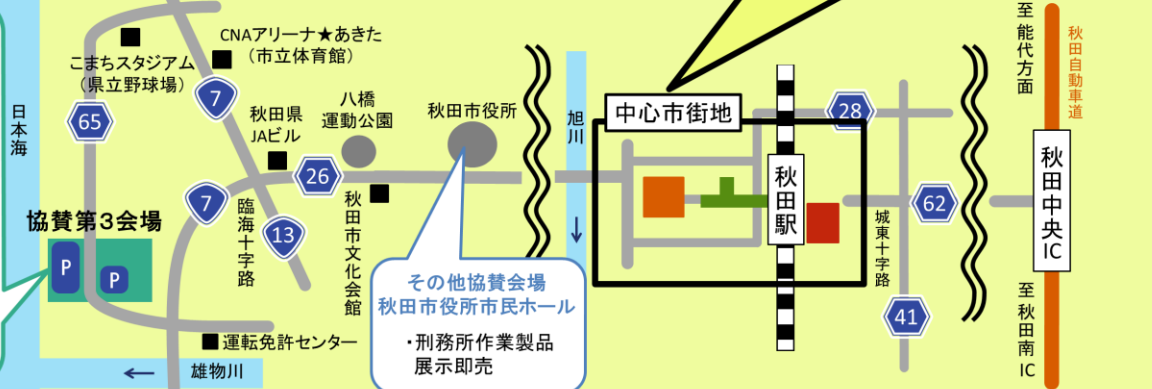 日本海
こまちスタジアム
(県立野球場)
65
CNAアリーナ★あきた
(市立体育館)
7
秋田県
JAビル
八橋
運動公園
秋田市役所
26
7
臨海十字路
13
秋田市文化会館
協賛第3会場
P
P
運転免許センター
←
雄物川
その他協賛会場
秋田市役所市民ホール
・刑務所作業製品
展示即売
旭川
↓
中心市街地
28
秋田駅
62
城東十字路
41
至能代方面
秋田自動車道
秋田中央IC
至秋田南IC